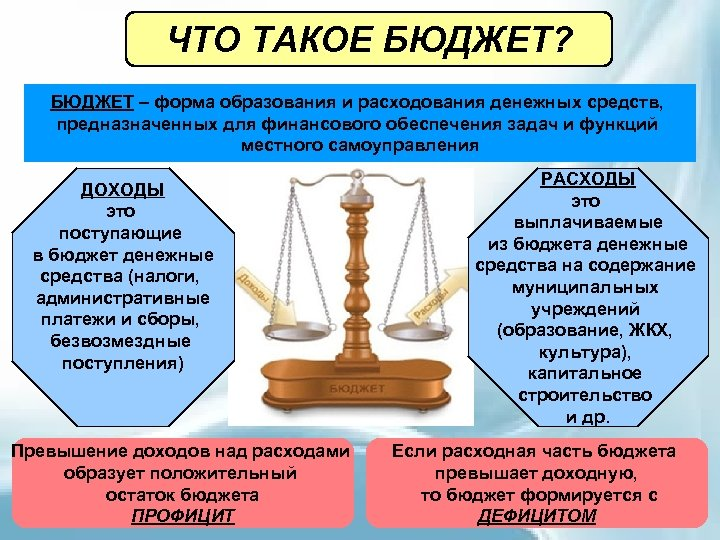 ЧТО ТАКОЕ БЮДЖЕТ?
БЮДЖЕТ – форма образования и расходования денежных средств,
предназначенных для финансового обеспечения задач и функций
местного самоуправления
ДОХОДЫ
это
поступающие
в бюджет денежные
средства (налоги,
административные
платежи и сборы,
безвозмездные
поступления)
Доходы
Расходы
БЮДЖЕТ
РАСХОДЫ
это
выплачиваемые
из бюджета денежные
средства на содержание
муниципальных
учреждений
(образование, ЖКХ,
культура),
капитальное
строительство
и др.
Превышение доходов над расходами
образует положительный
остаток бюджета
ПРОФИЦИТ
Если расходная часть бюджета
превышает доходную,
то бюджет формируется с
ДЕФИЦИТОМ